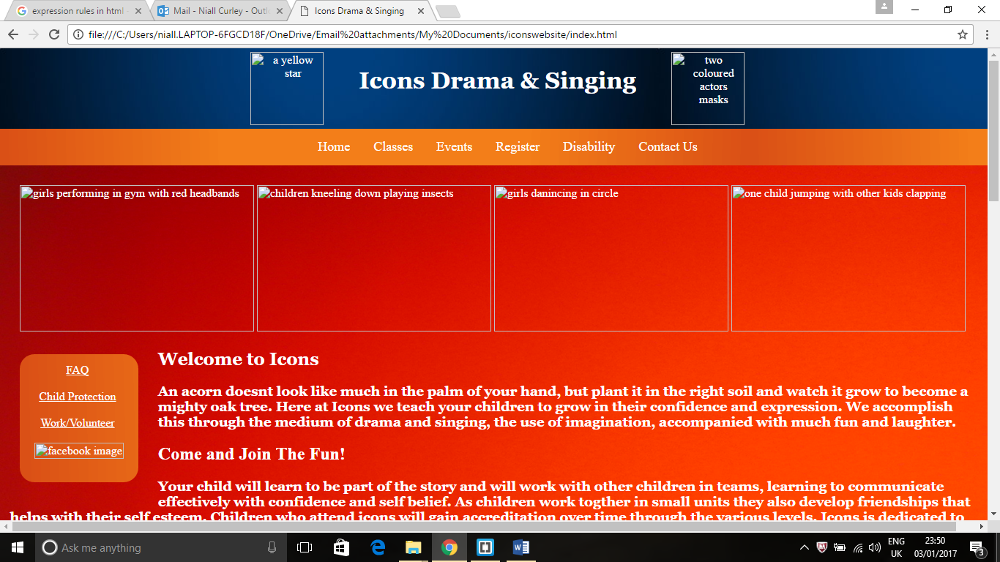 expression rules in html -
Mail - Niall Curley - Outl
Icons Drama & Singing
file:///C:/Users/niall.LAPTOP-6FGCD18F/OneDrive/Email%20attachments/My%20Documents/iconswebsite/index.html
a yellow star
Icons Drama & Singing
two coloured actors masks
Home Classes Events Register Disability Contact Us
girls performing in gym with red headbands
children kneeling down playing insects
girls danincing in circle
one child jumping with other kids clapping
FAQ
Child Protection
Work/Volunteer
facebook image
Welcome to Icons
An acorn doesnt look like much in the palm of your hand, but plant it in the right soil and watch it grow to become a
mighty oak tree. Here at Icons we teach your children to grow in their confidence and expression. We accomplish
this through the medium of drama and singing, the use of imagination, accompanied with much fun and laughter.
Come and Join The Fun!
Your child will learn to be part of the story and will work with other children in teams, learning to communicate
effectively with confidence and self belief. As children work togther in small units they also develop friendships that
helps with their self esteem. Children who attend icons will gain accreditation over time through the various levels. Icons is dedicated to
Ask me anything
ENG
UK
23:50
03/01/2017
3